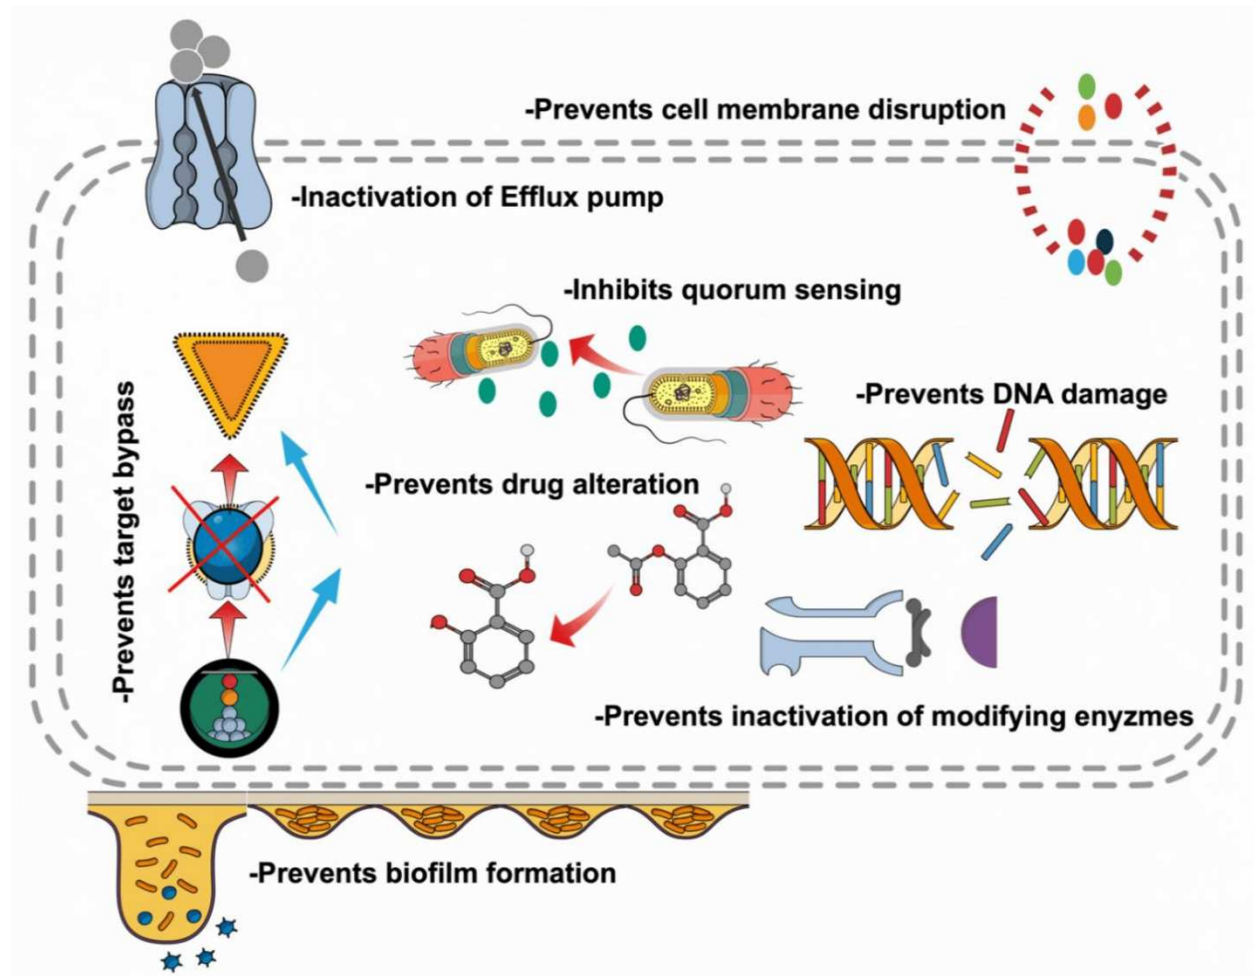 -Prevents cell membrane disruption
-Inactivation of Efflux pump
-Inhibits quorum sensing
-Prevents DNA damage
-Prevents target bypass
-Prevents drug alteration
-Prevents inactivation of modifying enyzmes
-Prevents biofilm formation